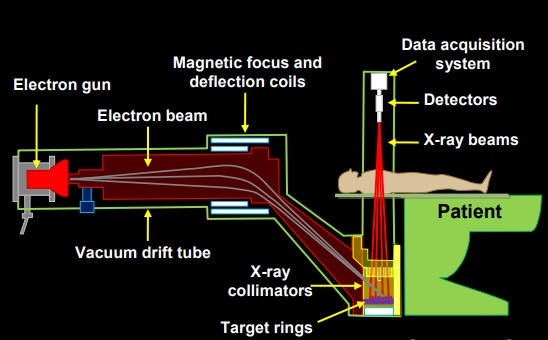 Data acquisition
system
Magnetic focus and
deflection coils
Electron gun
Detectors
Electron beam
X-ray beams
Patient
Vacuum drift tube
X-ray
collimators
Target rings